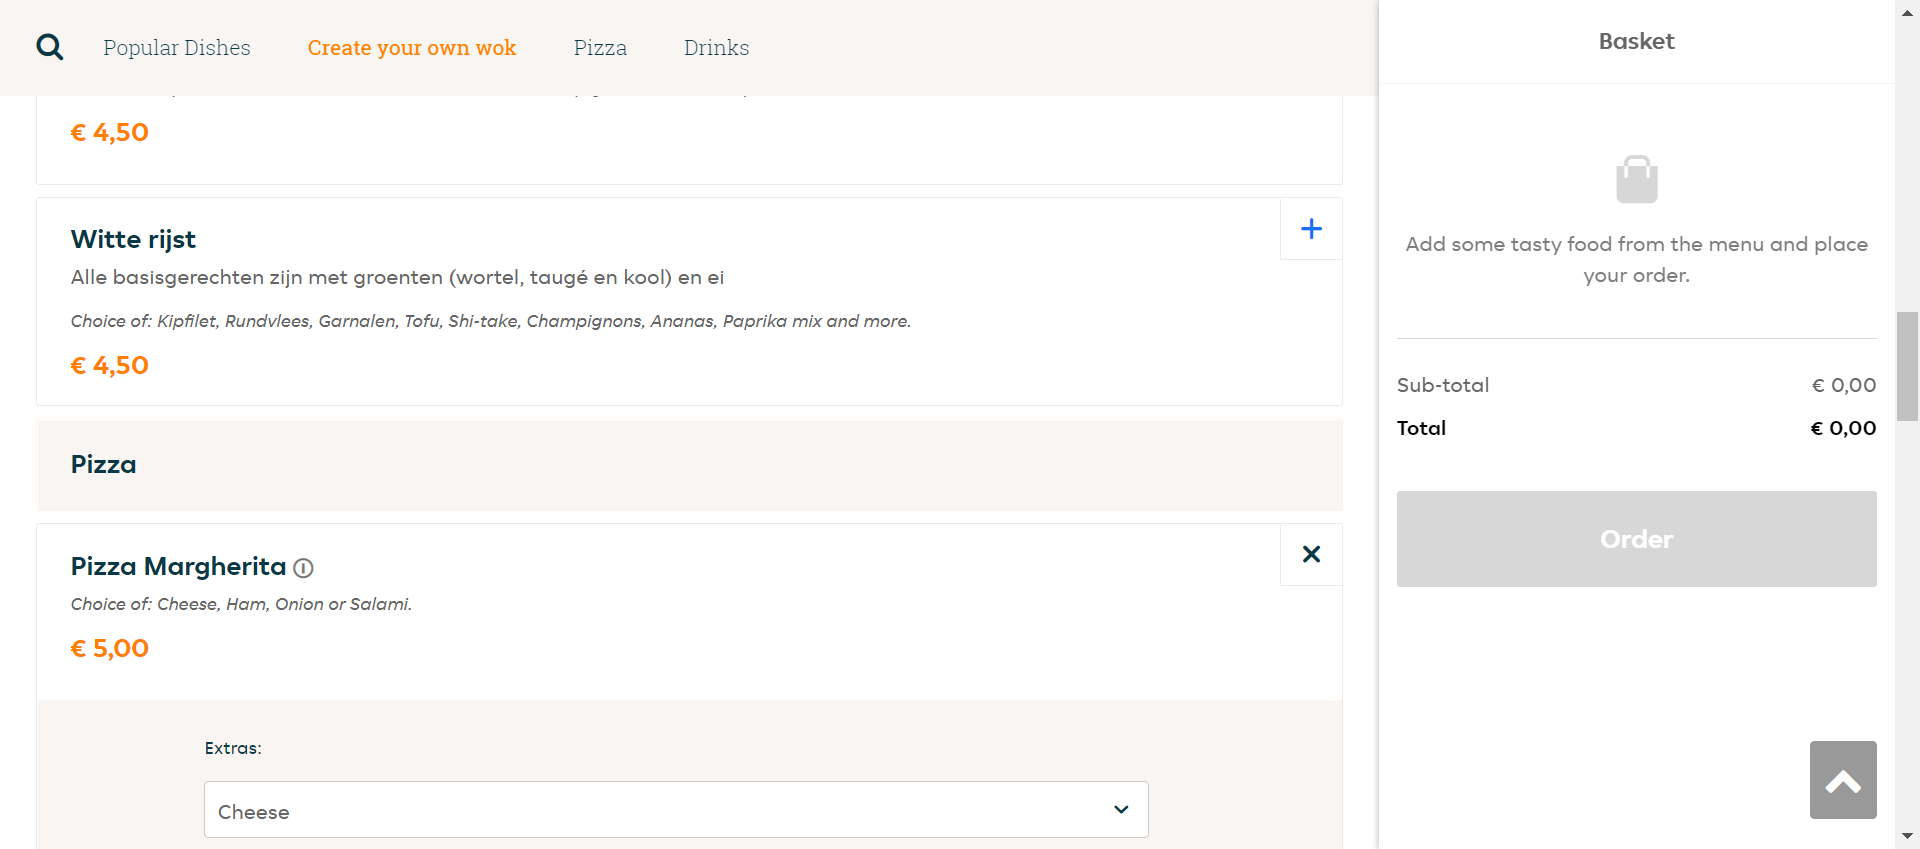 Popular Dishes
Create your own wok
Pizza
Drinks
€ 4,50
Witte rijst
Alle basisgerechten zijn met groenten (wortel, taugé en kool) en ei
Choice of: Kipfilet, Rundvlees, Garnalen, Tofu, Shi-take, Champignons, Ananas, Paprika mix and more.
€ 4,50
Pizza
Pizza Margherita
Choice of: Cheese, Ham, Onion or Salami.
€ 5,00
Extras:
Cheese
Basket
Add some tasty food from the menu and place
your order.
Sub-total € 0,00
Total € 0,00
Order